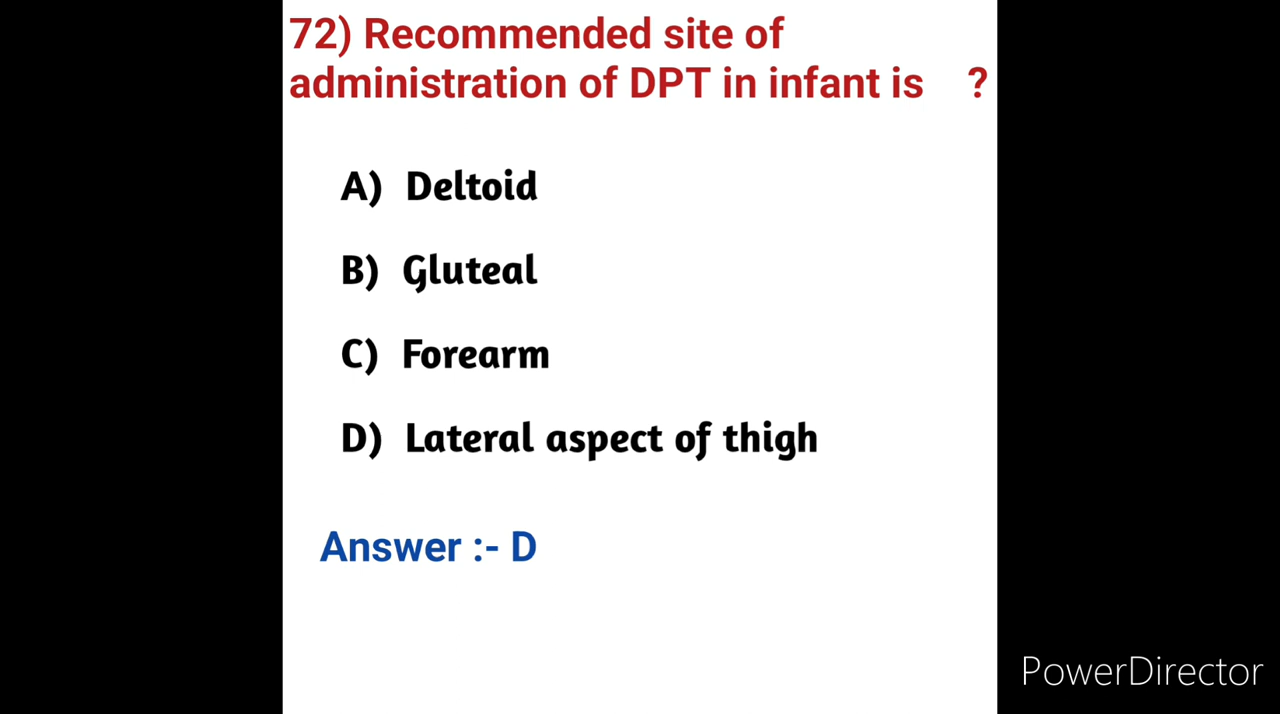 72) Recommended site of
administration of DPT in infant is ?
A) Deltoid
B) Gluteal
C) Forearm
D) Lateral aspect of thigh
Answer :- D
PowerDirector